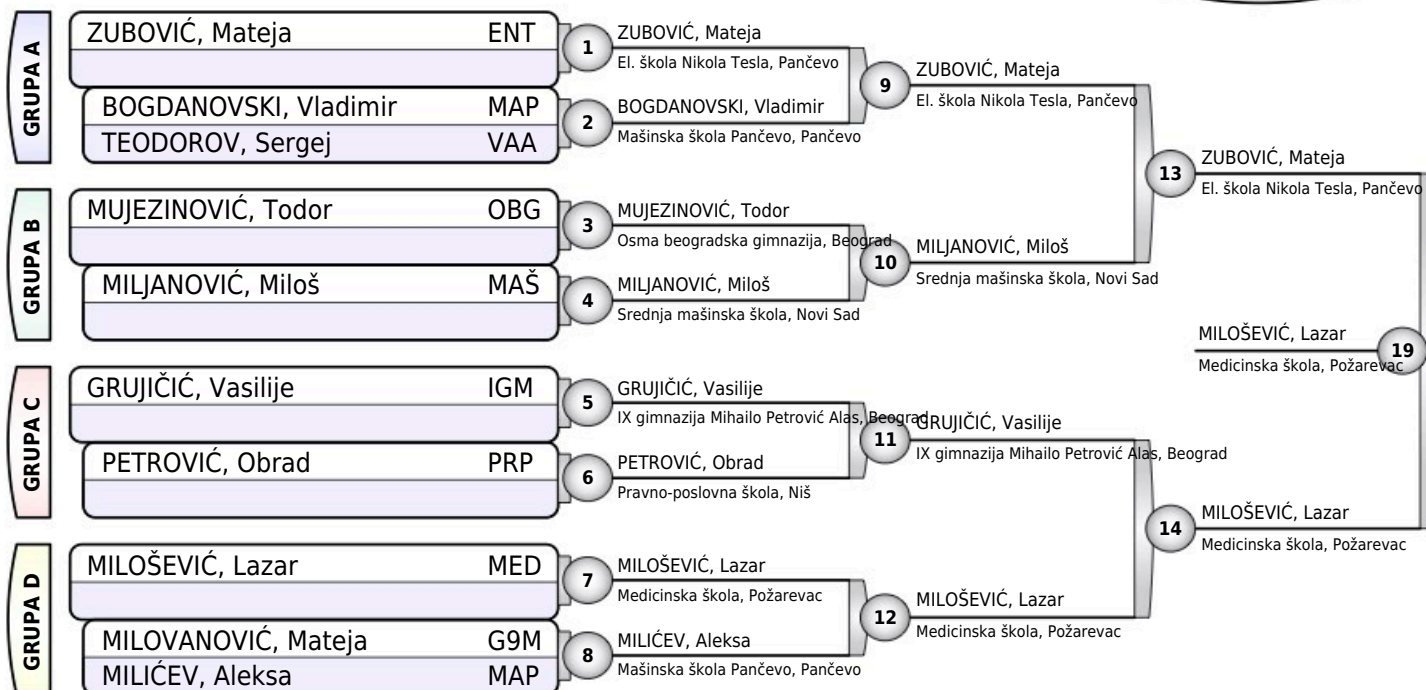 GRUPA A
ZUBOVIĆ, Mateja ENT
BOGDANOVSKI, Vladimir MAP
TEODOROV, Sergej VAA
GRUPA B
MUJEZINOVIĆ, Todor OBG
MILJANOVIĆ, Miloš MAŠ
GRUPA C
GRUJIČIĆ, Vasilije IGM
PETROVIĆ, Obrad PRP
GRUPA D
MILOŠEVIĆ, Lazar MED
MILOVANOVIĆ, Mateja G9M
MILIĆEV, Aleksa MAP
1
ZUBOVIĆ, Mateja
El. škola Nikola Tesla, Pančevo
2
BOGDANOVSKI, Vladimir
Mašinska škola Pančevo, Pančevo
3
MUJEZINOVIĆ, Todor
Osma beogradska gimnazija, Beograd
4
MILJANOVIĆ, Miloš
Srednja mašinska škola, Novi Sad
5
GRUJIČIĆ, Vasilije
IX gimnazija Mihailo Petrović Alas, Beograd
6
PETROVIĆ, Obrad
Pravno-poslovna škola, Niš
7
MILOŠEVIĆ, Lazar
Medicinska škola, Požarevac
8
MILIĆEV, Aleksa
Mašinska škola Pančevo, Pančevo
9
ZUBOVIĆ, Mateja
El. škola Nikola Tesla, Pančevo
10
MILJANOVIĆ, Miloš
Srednja mašinska škola, Novi Sad
11
GRUJIČIĆ, Vasilije
IX gimnazija Mihailo Petrović Alas, Beograd
12
MILOŠEVIĆ, Lazar
Medicinska škola, Požarevac
13
ZUBOVIĆ, Mateja
El. škola Nikola Tesla, Pančevo
14
MILOŠEVIĆ, Lazar
Medicinska škola, Požarevac
MILOŠEVIĆ, Lazar
Medicinska škola, Požarevac
19